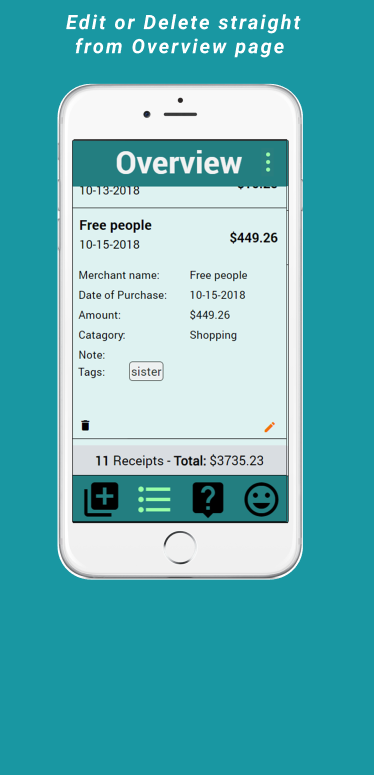 Edit or Delete straight
from Overview page
Overview
10-13-2018
Free people
10-15-2018
$449.26
Merchant name: Free people
Date of Purchase: 10-15-2018
Amount: $449.26
Catagory: Shopping
Note:
Tags: sister
11 Receipts - Total: $3735.23